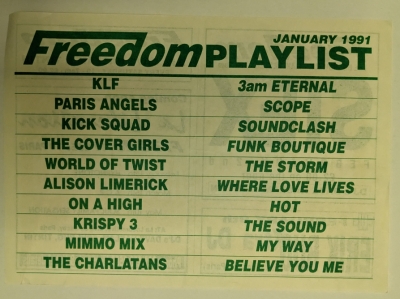 JANUARY 1991
Freedom PLAYLIST
KLF 3am ETERNAL
PARIS ANGELS SCOPE
KICK SQUAD SOUNDCLASH
THE COVER GIRLS FUNK BOUTIQUE
WORLD OF TWIST THE STORM
ALISON LIMERICK WHERE LOVE LIVES
ON A HIGH HOT
KRISPY 3 THE SOUND
MIMMO MIX MY WAY
THE CHARLATANS BELIEVE YOU ME